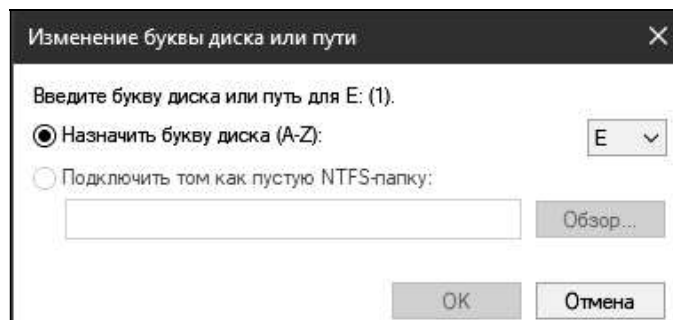 Изменение буквы диска или пути
Введите букву диска или путь для E: (1).
Назначить букву диска (A-Z):
E
Подключить том как пустую NTFS-папку:
Обзор...
OK
Отмена